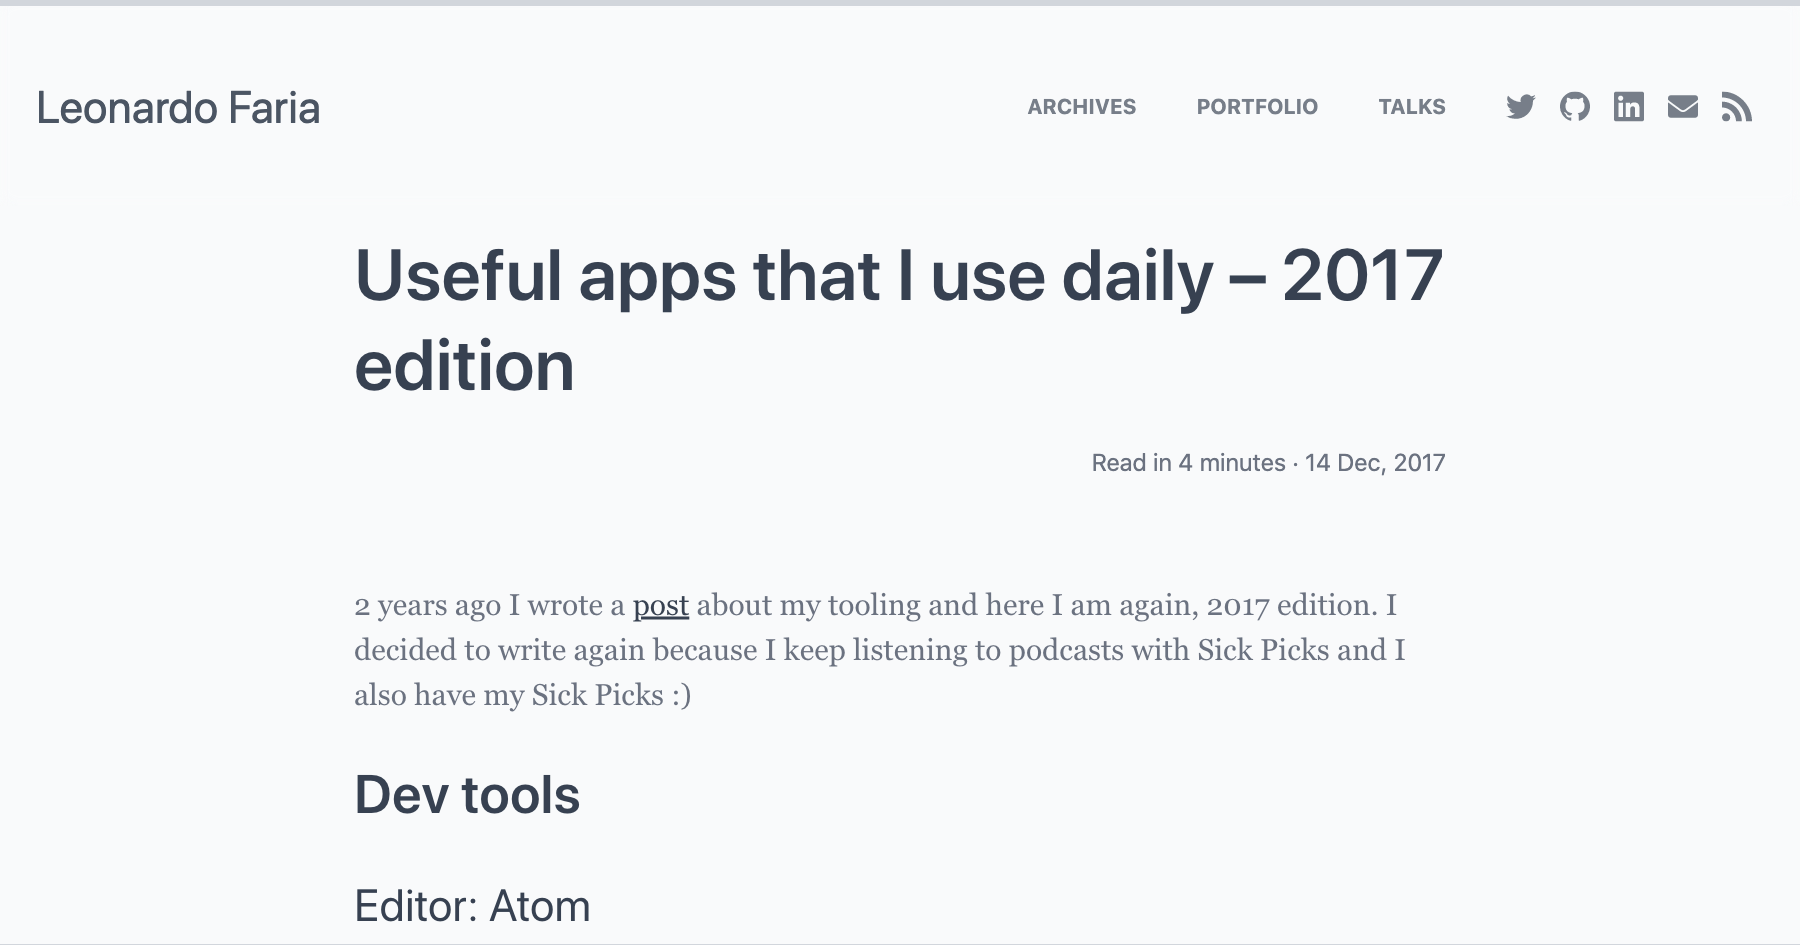 Leonardo Faria
ARCHIVES PORTFOLIO TALKS
Useful apps that I use daily – 2017
edition
Read in 4 minutes · 14 Dec, 2017
2 years ago I wrote a post about my tooling and here I am again, 2017 edition. I
decided to write again because I keep listening to podcasts with Sick Picks and I
also have my Sick Picks :)
Dev tools
Editor: Atom